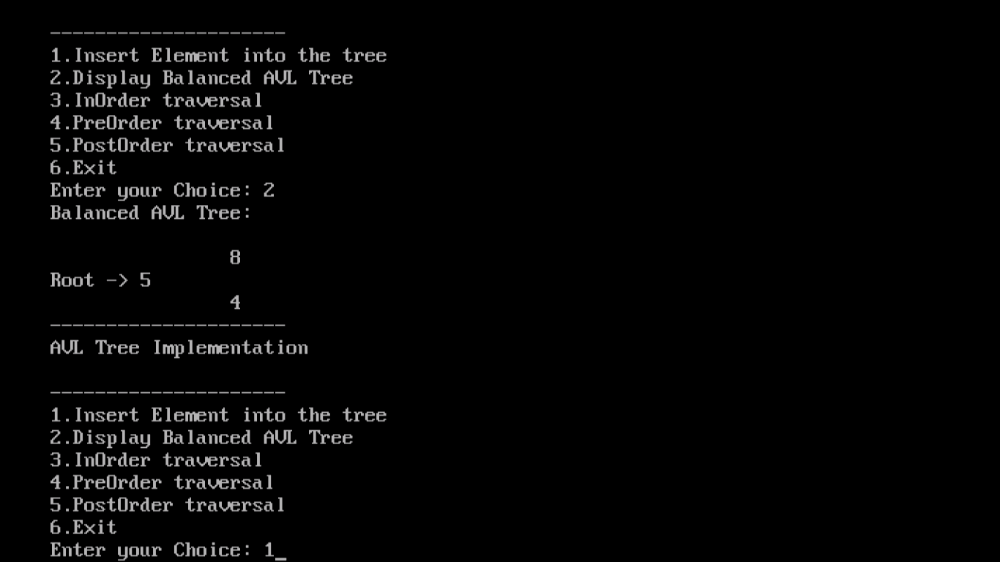 ---------------------
1.Insert Element into the tree
2.Display Balanced AVL Tree
3.InOrder traversal
4.PreOrder traversal
5.PostOrder traversal
6.Exit
Enter your Choice: 2
Balanced AVL Tree:
8
Root -> 5
4
---------------------
AVL Tree Implementation
---------------------
1.Insert Element into the tree
2.Display Balanced AVL Tree
3.InOrder traversal
4.PreOrder traversal
5.PostOrder traversal
6.Exit
Enter your Choice: 1_